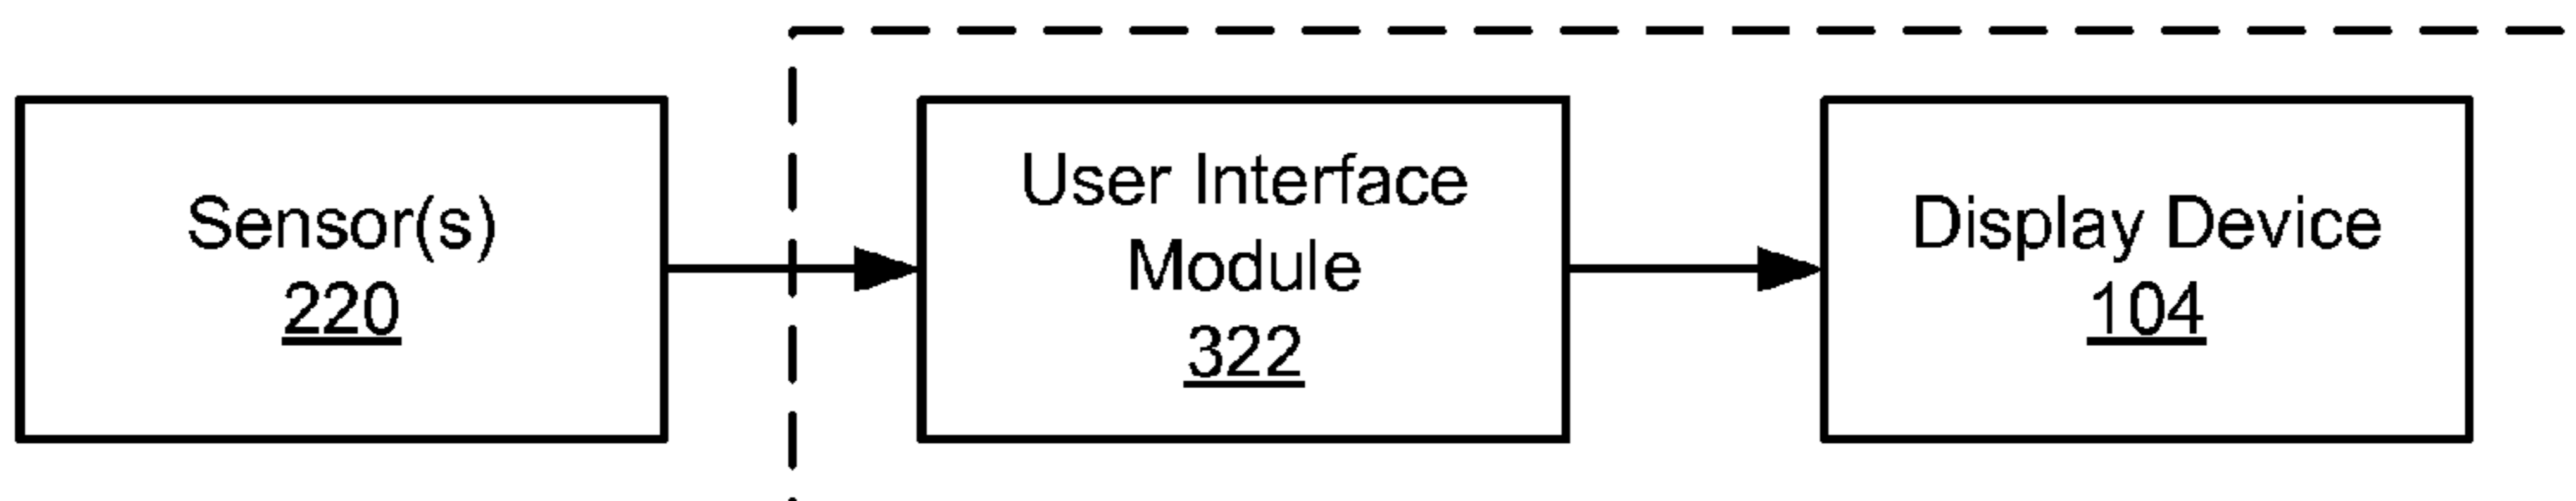 Sensor(s)
220
User Interface
Module
322
Display Device
104